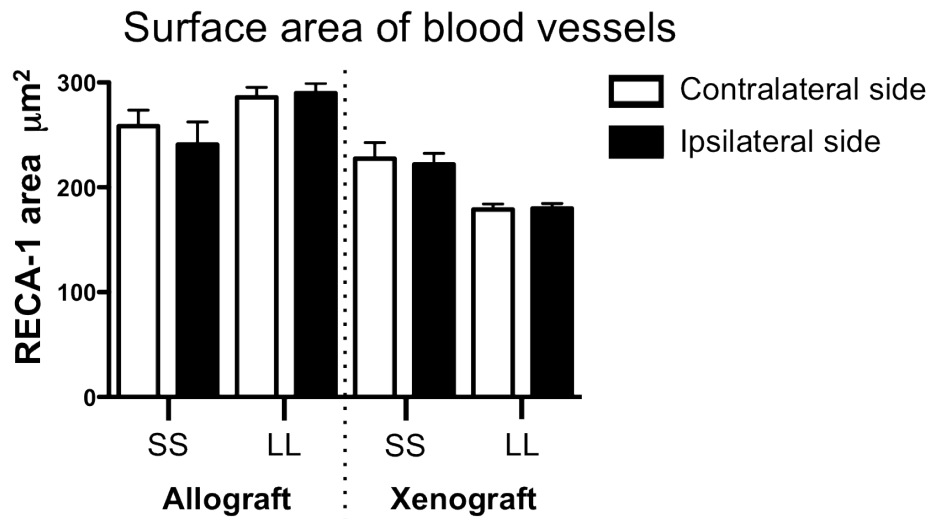 Surface area of blood vessels
RECA-1 area μm²
300
200
100
0
SS
LL
SS
LL
Allograft
Xenograft
Contralateral side
Ipsilateral side